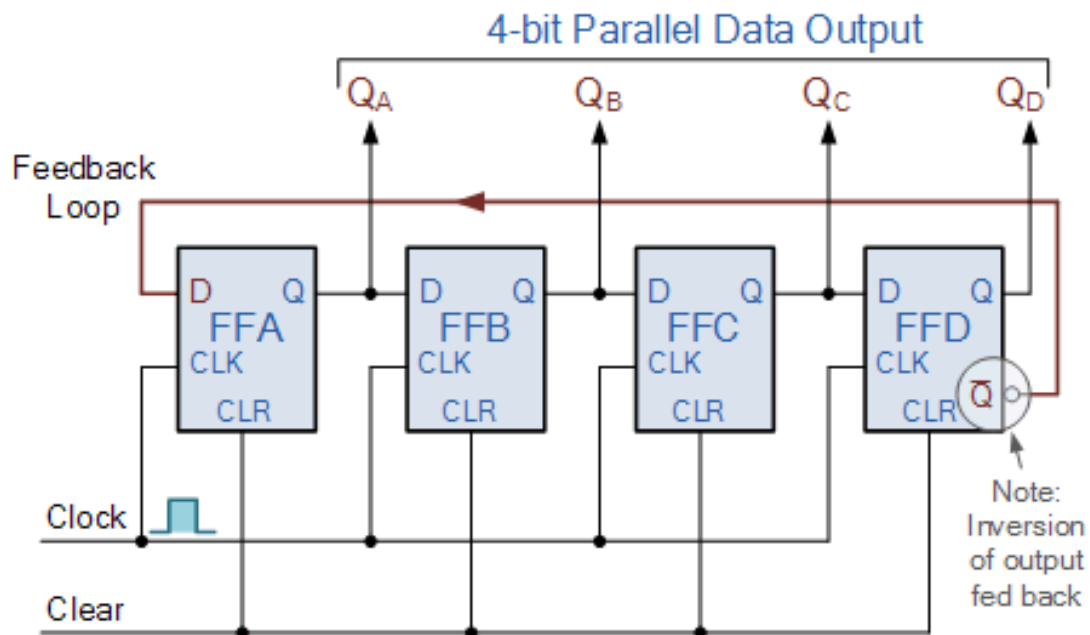 4-bit Parallel Data Output
QA QB QC QD
Feedback
Loop
D Q D Q D Q D Q
FFA FFB FFC FFD
CLK CLK CLK CLK
Q̅
CLR CLR CLR CLR
Clock
Note:
Inversion
of output
fed back
Clear